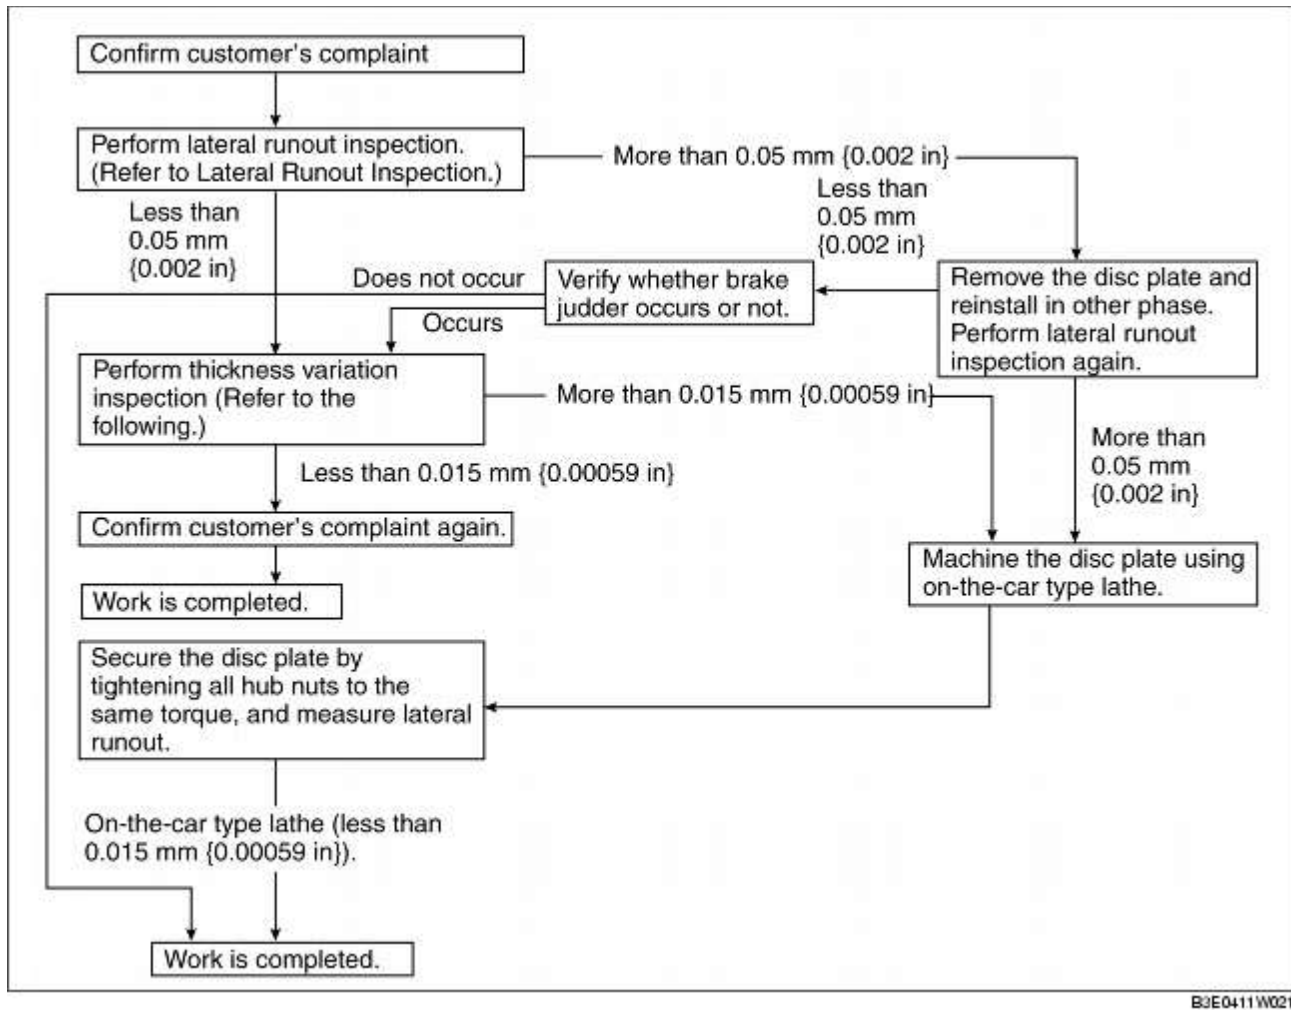 Confirm customer's complaint
Perform lateral runout inspection.
(Refer to Lateral Runout Inspection.)
More than 0.05 mm {0.002 in}
Less than
0.05 mm
{0.002 in}
Less than
0.05 mm
{0.002 in}
Does not occur
Verify whether brake
judder occurs or not.
Remove the disc plate and
reinstall in other phase.
Perform lateral runout
inspection again.
Occurs
Perform thickness variation
inspection (Refer to the
following.)
More than 0.015 mm {0.00059 in}
More than
0.05 mm
{0.002 in}
Less than 0.015 mm {0.00059 in}
Confirm customer's complaint again.
Machine the disc plate using
on-the-car type lathe.
Work is completed.
Secure the disc plate by
tightening all hub nuts to the
same torque, and measure lateral
runout.
On-the-car type lathe (less than
0.015 mm {0.00059 in}).
Work is completed.
B3E0411W021